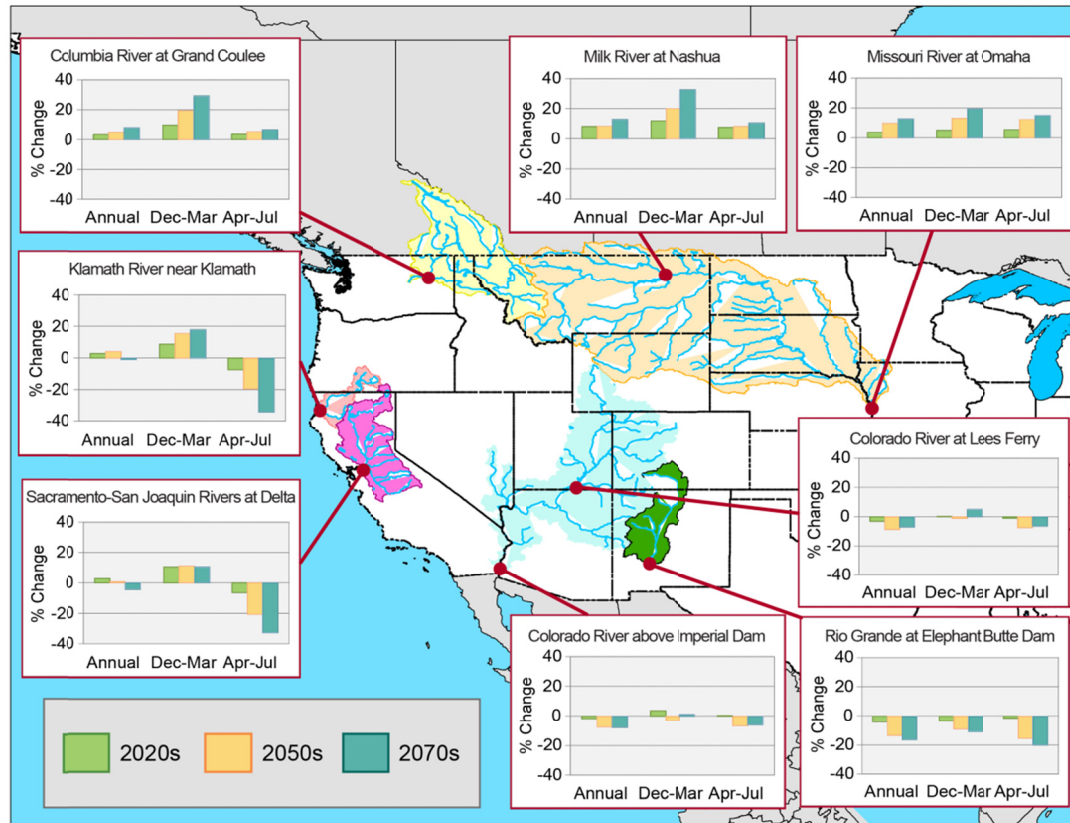 Columbia River at Grand Coulee
% Change
40
20
0
-20
-40
Annual Dec-Mar Apr-Jul
Milk River at Nashua
% Change
40
20
0
-20
-40
Annual Dec-Mar Apr-Jul
Missouri River at Omaha
% Change
40
20
0
-20
-40
Annual Dec-Mar Apr-Jul
Klamath River near Klamath
% Change
40
20
0
-20
-40
Annual Dec-Mar Apr-Jul
Colorado River at Lees Ferry
% Change
40
20
0
-20
-40
Annual Dec-Mar Apr-Jul
Sacramento-San Joaquin Rivers at Delta
% Change
40
20
0
-20
-40
Annual Dec-Mar Apr-Jul
Colorado River above Imperial Dam
% Change
40
20
0
-20
-40
Annual Dec-Mar Apr-Jul
Rio Grande at Elephant Butte Dam
% Change
40
20
0
-20
-40
Annual Dec-Mar Apr-Jul
2020s 2050s 2070s